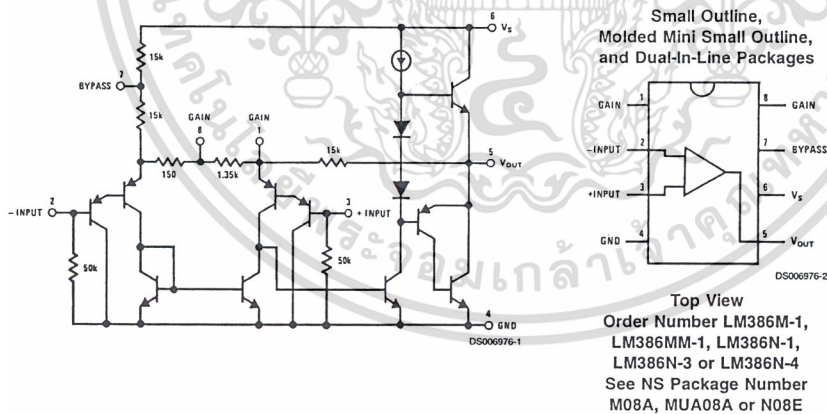 6
Vs
15k
7
BYPASS
15k
GAIN
8
GAIN
1
15k
5
VOUT
150
1.35k
2
- INPUT
3
+ INPUT
50k
50k
4
GND
DS006976-1
Small Outline,
Molded Mini Small Outline,
and Dual-In-Line Packages
GAIN 1
8 GAIN
-INPUT 2
7 BYPASS
+INPUT 3
6 Vs
GND 4
5 VOUT
DS006976-2
Top View
Order Number LM386M-1,
LM386MM-1, LM386N-1,
LM386N-3 or LM386N-4
See NS Package Number
M08A, MUA08A or N08E